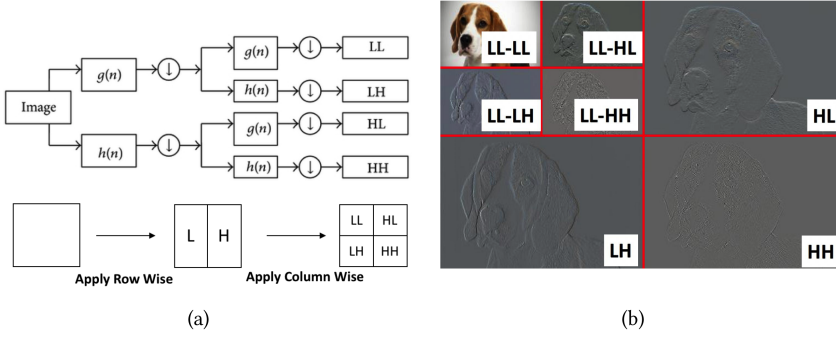 Image
g(n)
↓
g(n)
↓
LL
h(n)
↓
LH
h(n)
↓
g(n)
↓
HL
h(n)
↓
HH
L
H
LL
HL
LH
HH
Apply Row Wise
Apply Column Wise
(a)
LL-LL
LL-HL
LL-LH
LL-HH
HL
LH
HH
(b)